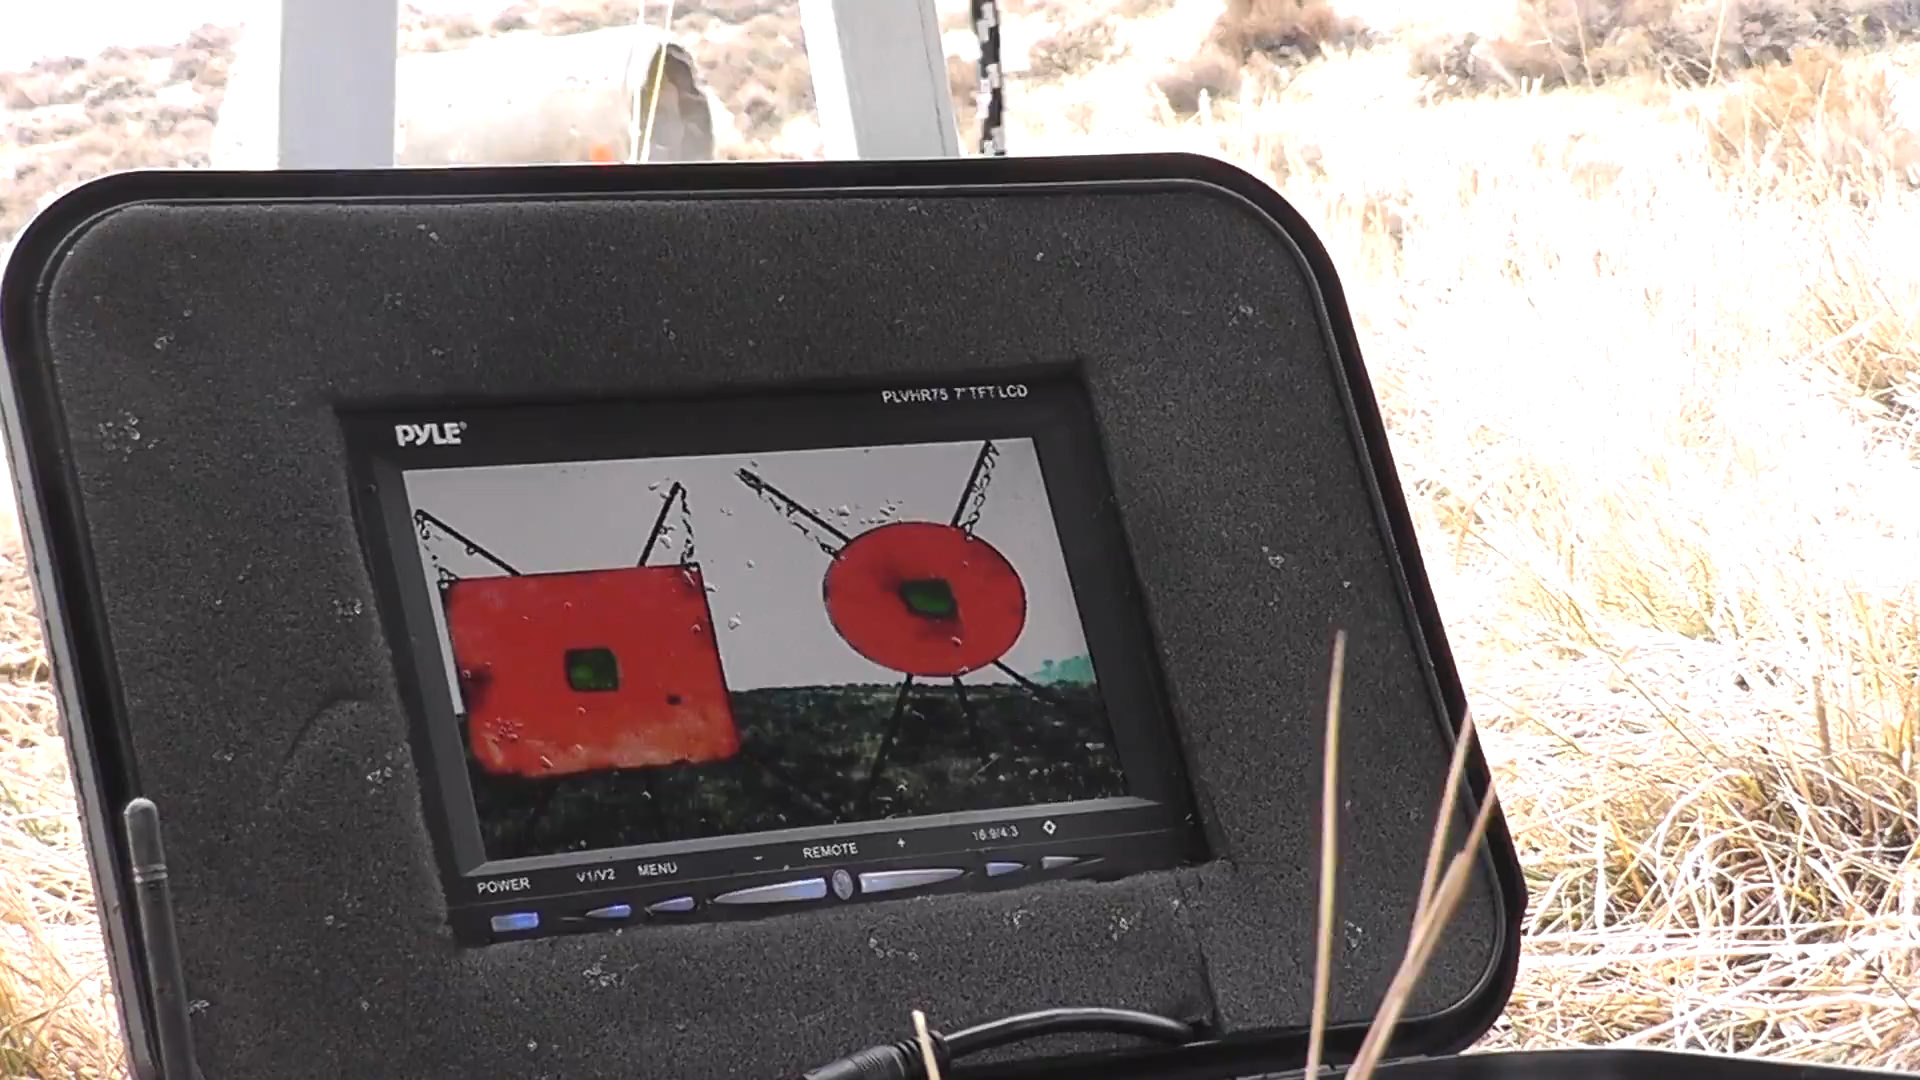 PLVHR75 7" TFT LCD
PYLE®
POWER V1/V2 MENU - REMOTE + 16:9/4:3